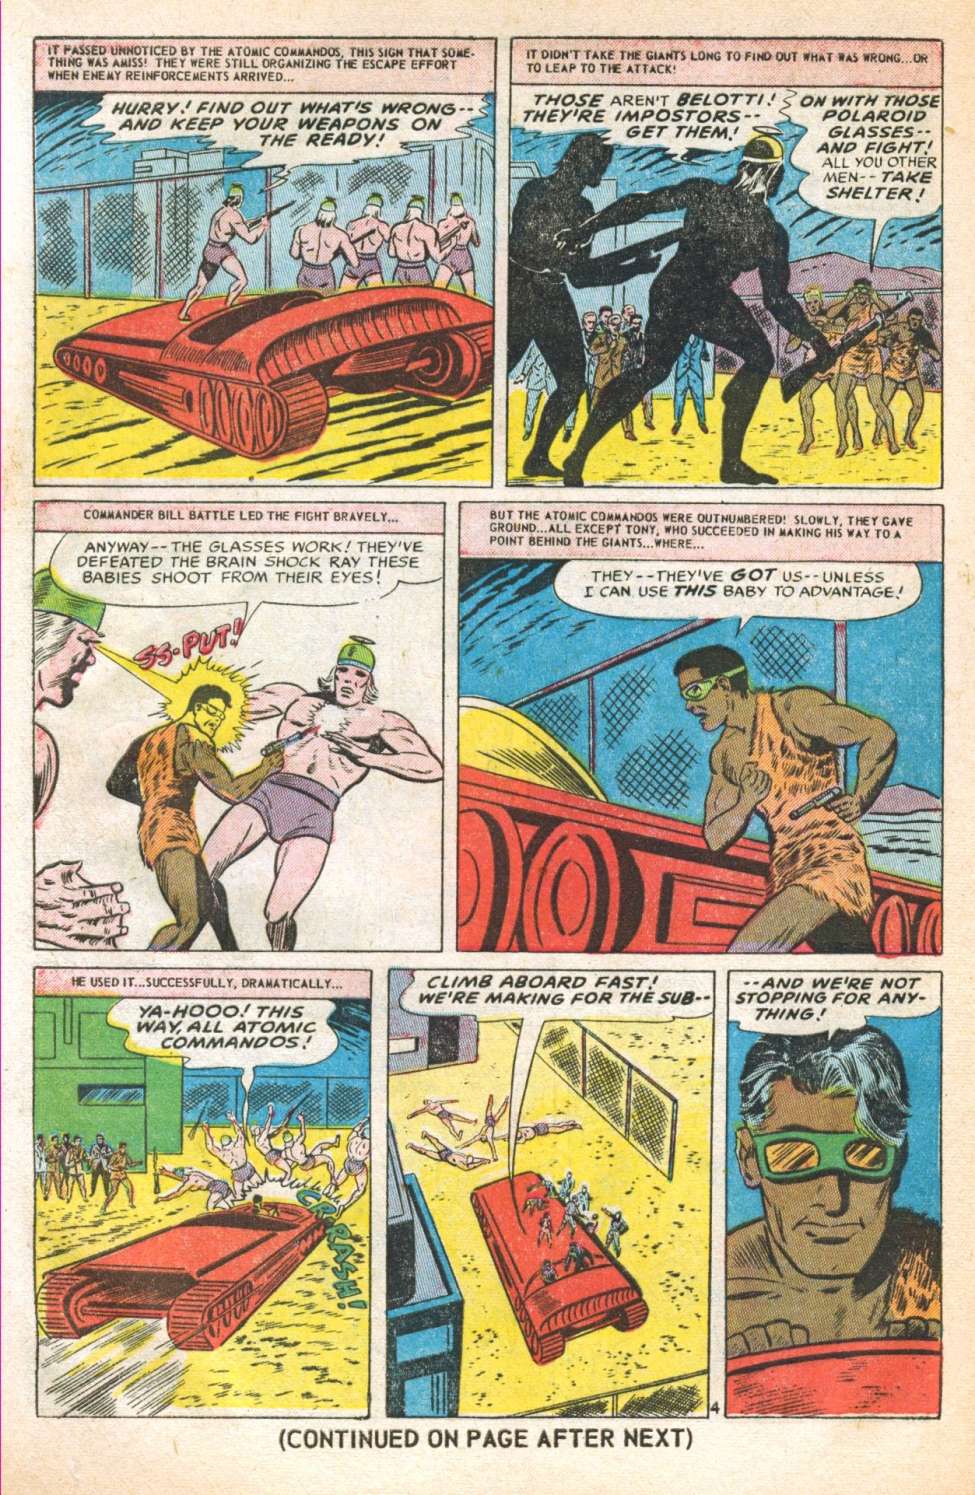 IT PASSED UNNOTICED BY THE ATOMIC COMMANDOS, THIS SIGN THAT SOME-
THING WAS AMISS! THEY WERE STILL ORGANIZING THE ESCAPE EFFORT
WHEN ENEMY REINFORCEMENTS ARRIVED...
HURRY! FIND OUT WHAT'S WRONG--
AND KEEP YOUR WEAPONS ON
THE READY!
IT DIDN'T TAKE THE GIANTS LONG TO FIND OUT WHAT WAS WRONG...OR
TO LEAP TO THE ATTACK!
THOSE AREN'T BELOTTI!
THEY'RE IMPOSTORS--
GET THEM!
ON WITH THOSE
POLAROID
GLASSES--
AND FIGHT!
ALL YOU OTHER
MEN--TAKE
SHELTER!
COMMANDER BILL BATTLE LED THE FIGHT BRAVELY...
ANYWAY--THE GLASSES WORK! THEY'VE
DEFEATED THE BRAIN SHOCK RAY THESE
BABIES SHOOT FROM THEIR EYES!
SS-PUT!
BUT THE ATOMIC COMMANDOS WERE OUTNUMBERED! SLOWLY, THEY GAVE
GROUND...ALL EXCEPT TONY, WHO SUCCEEDED IN MAKING HIS WAY TO A
POINT BEHIND THE GIANTS...WHERE...
THEY--THEY'VE GOT US--UNLESS
I CAN USE THIS BABY TO ADVANTAGE!
HE USED IT...SUCCESSFULLY, DRAMATICALLY...
YA-HOOO! THIS
WAY, ALL ATOMIC
COMMANDOS!
CR-RRASH!
CLIMB ABOARD FAST!
WE'RE MAKING FOR THE SUB--
--AND WE'RE NOT
STOPPING FOR ANY-
THING!
4
(CONTINUED ON PAGE AFTER NEXT)